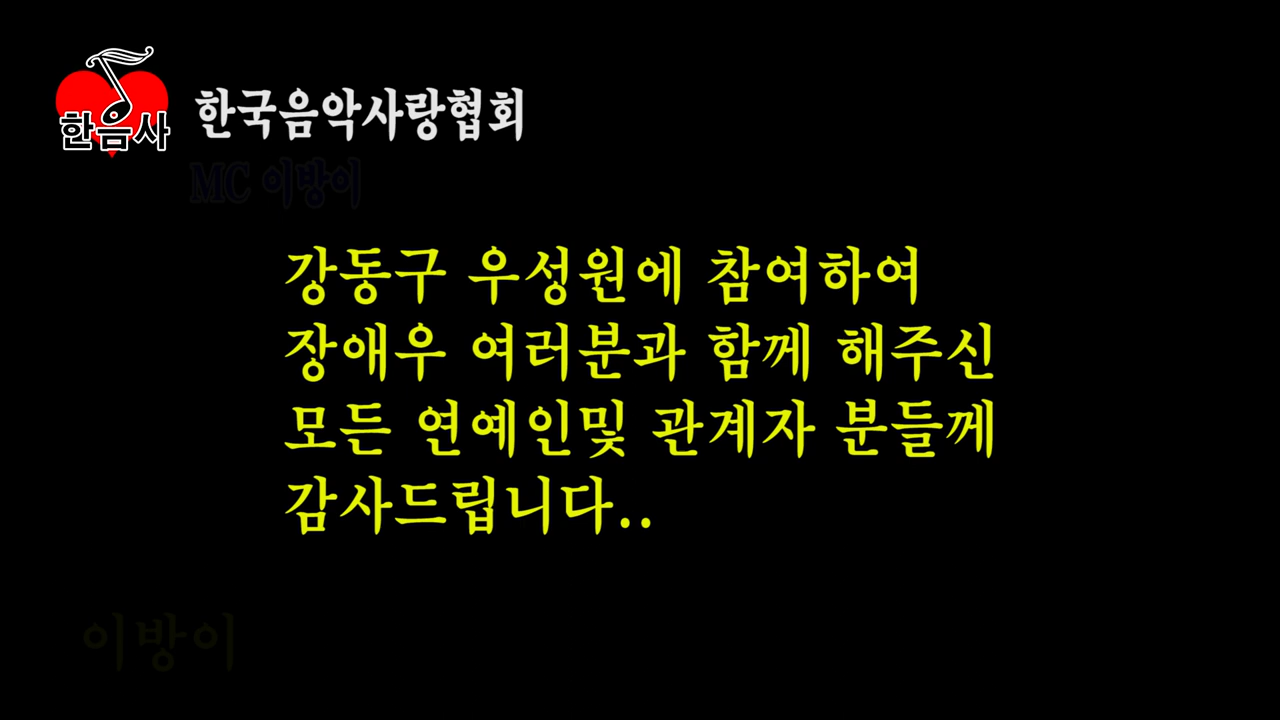 한음사
한국음악사랑협회
MC 이방이
강동구 우성원에 참여하여
장애우 여러분과 함께 해주신
모든 연예인및 관계자 분들께
감사드립니다..
이방이